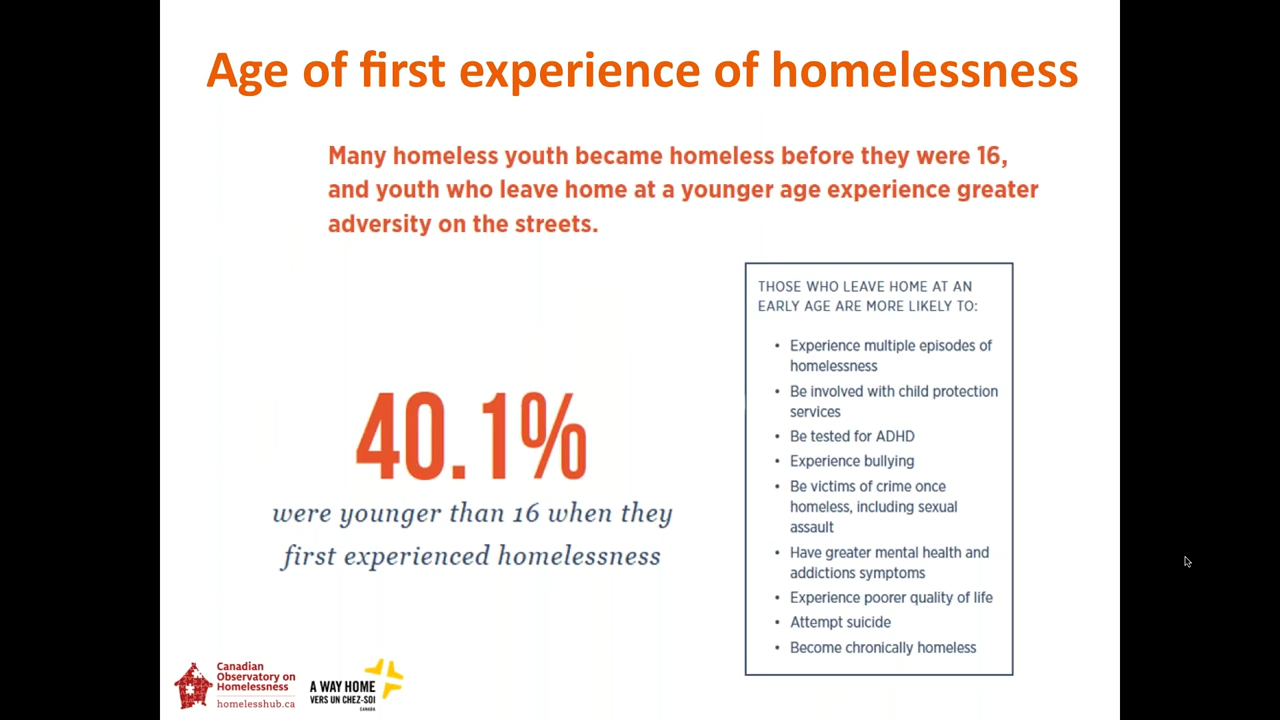 Age of first experience of homelessness
Many homeless youth became homeless before they were 16,
and youth who leave home at a younger age experience greater
adversity on the streets.
40.1%
were younger than 16 when they
first experienced homelessness
THOSE WHO LEAVE HOME AT AN
EARLY AGE ARE MORE LIKELY TO:
• Experience multiple episodes of
homelessness
• Be involved with child protection
services
• Be tested for ADHD
• Experience bullying
• Be victims of crime once
homeless, including sexual
assault
• Have greater mental health and
addictions symptoms
• Experience poorer quality of life
• Attempt suicide
• Become chronically homeless
Canadian
Observatory on
Homelessness
homelesshub.ca
A WAY HOME
VERS UN CHEZ-SOI
CANADA